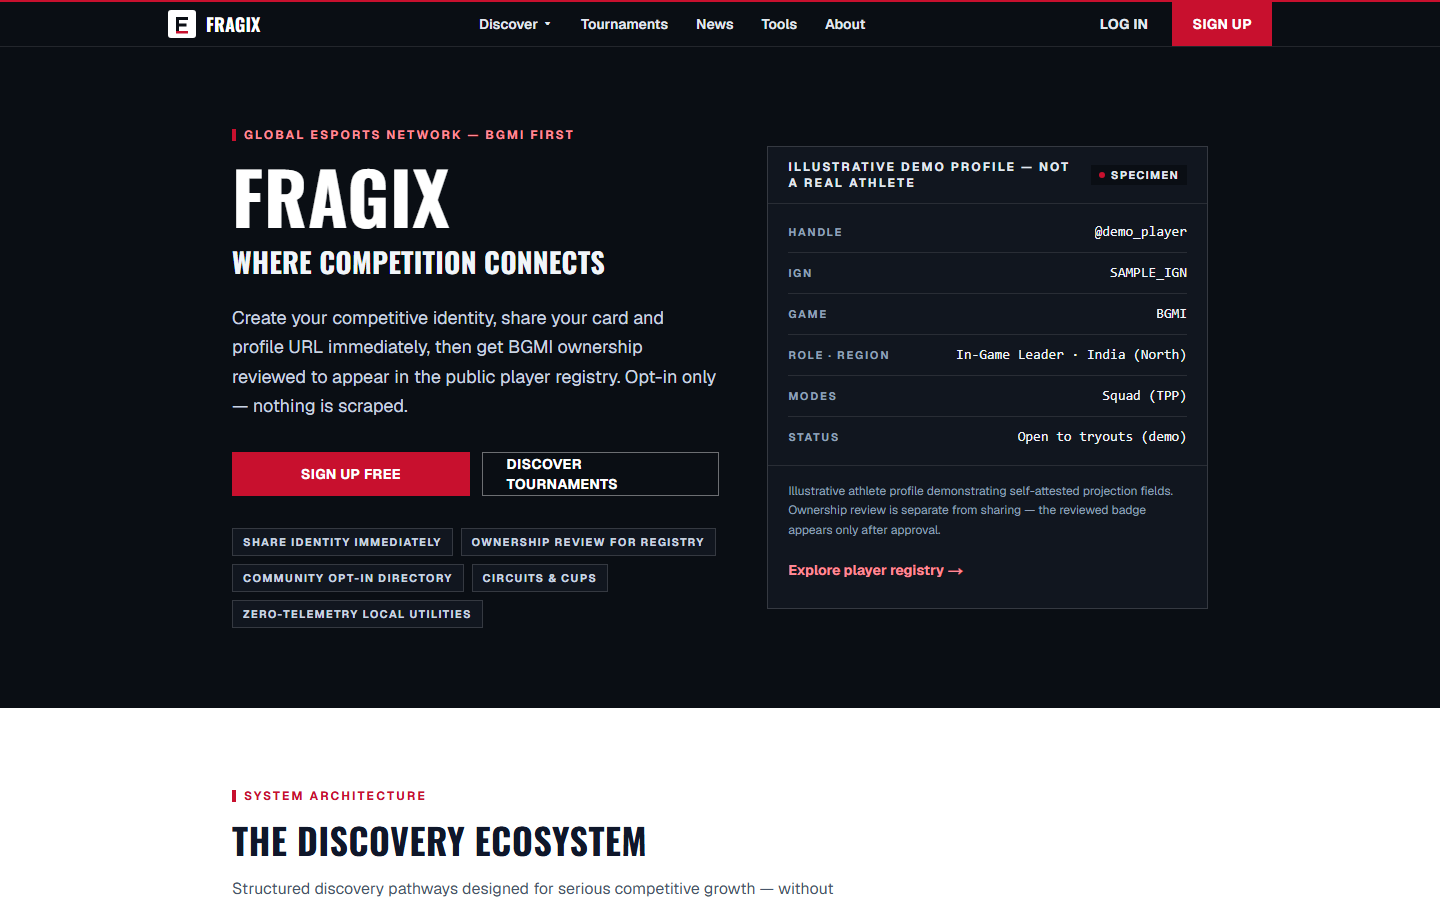 E FRAGIX
Discover
Tournaments
News
Tools
About
LOG IN
SIGN UP
GLOBAL ESPORTS NETWORK — BGMI FIRST
FRAGIX
WHERE COMPETITION CONNECTS
Create your competitive identity, share your card and
profile URL immediately, then get BGMI ownership
reviewed to appear in the public player registry. Opt-in only
— nothing is scraped.
SIGN UP FREE
DISCOVER
TOURNAMENTS
SHARE IDENTITY IMMEDIATELY
OWNERSHIP REVIEW FOR REGISTRY
COMMUNITY OPT-IN DIRECTORY
CIRCUITS & CUPS
ZERO-TELEMETRY LOCAL UTILITIES
ILLUSTRATIVE DEMO PROFILE — NOT
A REAL ATHLETE
SPECIMEN
HANDLE @demo_player
IGN SAMPLE_IGN
GAME BGMI
ROLE · REGION In-Game Leader · India (North)
MODES Squad (TPP)
STATUS Open to tryouts (demo)
Illustrative athlete profile demonstrating self-attested projection fields.
Ownership review is separate from sharing — the reviewed badge
appears only after approval.
Explore player registry →
SYSTEM ARCHITECTURE
THE DISCOVERY ECOSYSTEM
Structured discovery pathways designed for serious competitive growth — without